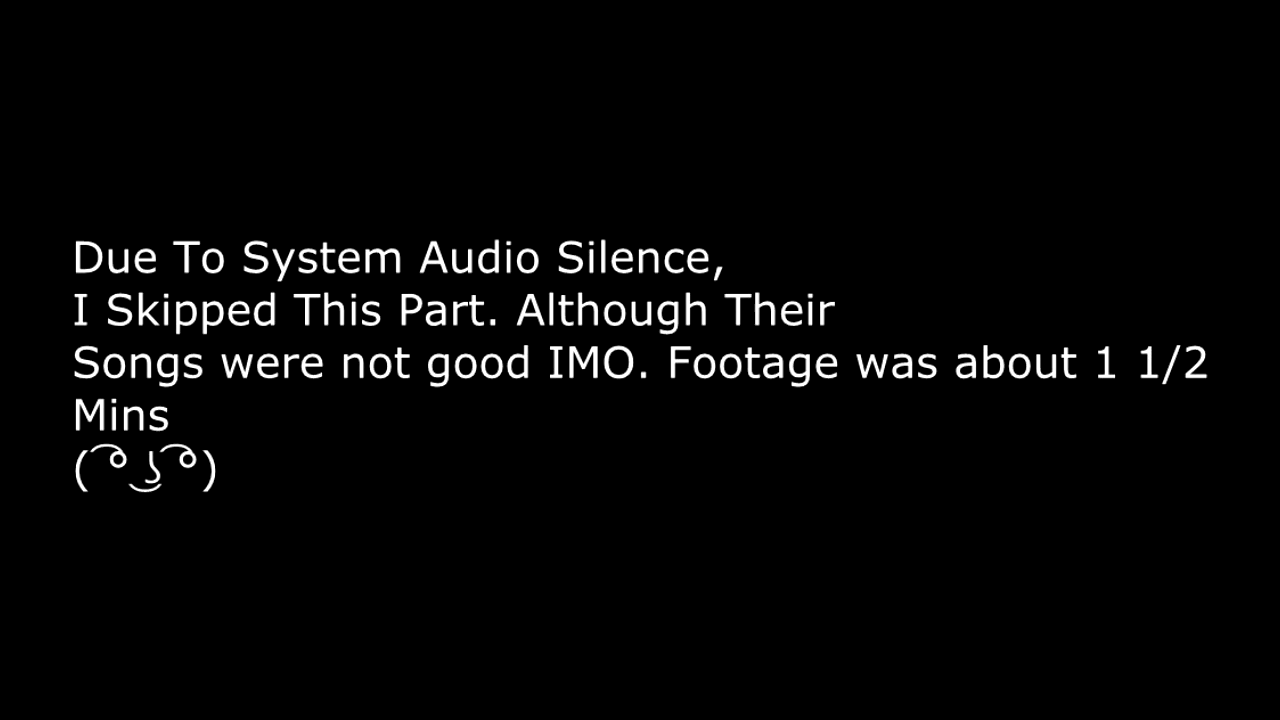 Due To System Audio Silence,
I Skipped This Part. Although Their
Songs were not good IMO. Footage was about 1 1/2
Mins
( ͡° ͜ʖ ͡°)